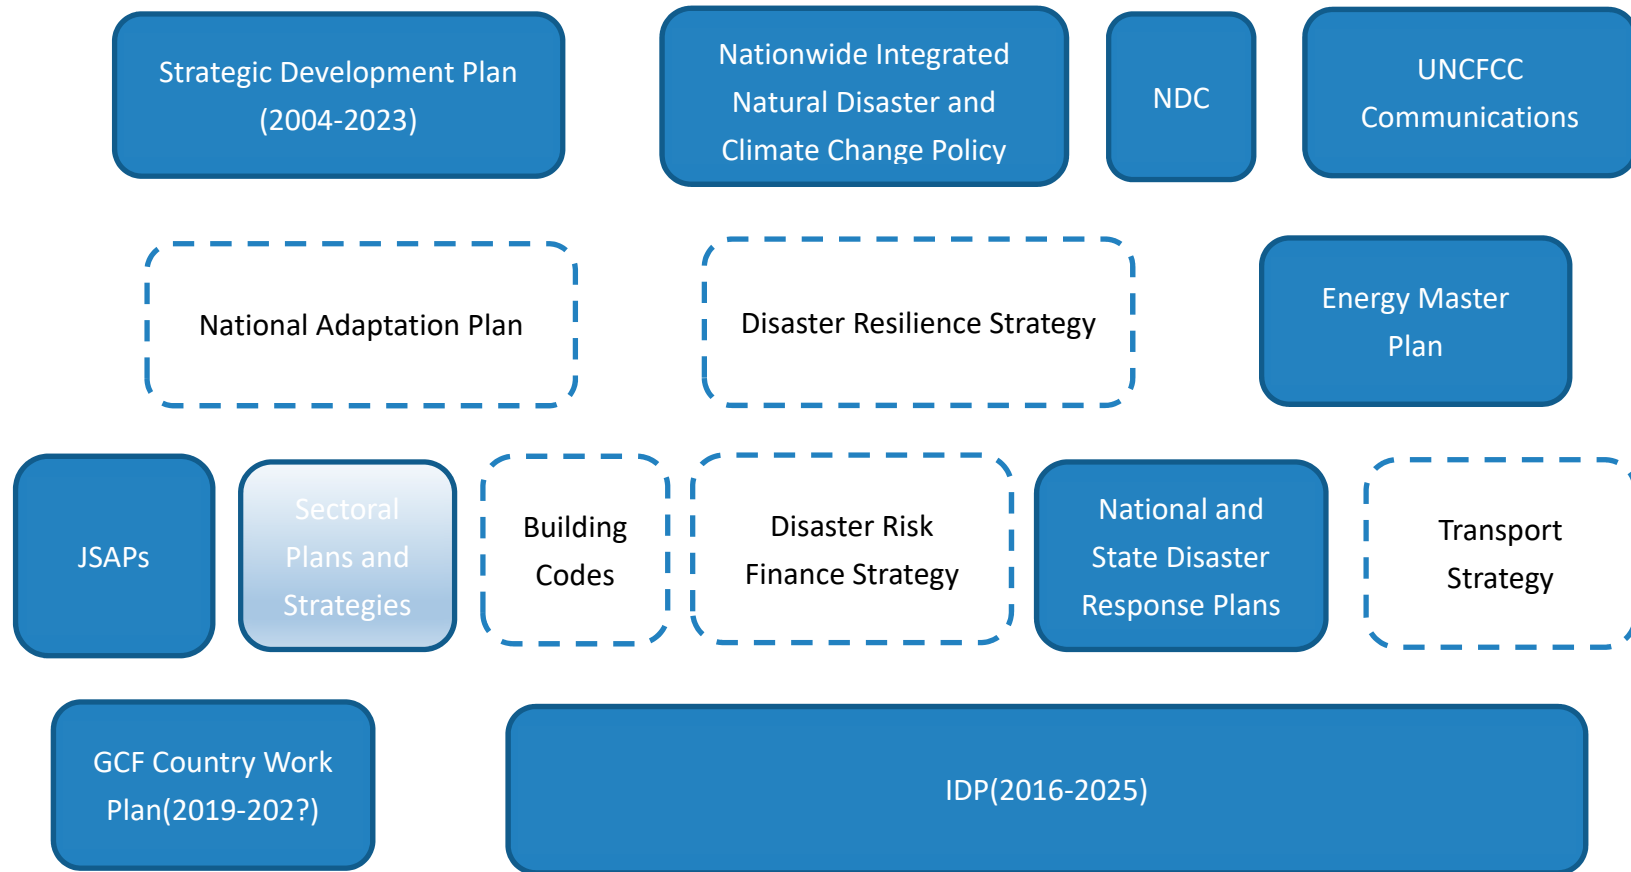 Strategic Development Plan
(2004-2023)
Nationwide Integrated
Natural Disaster and
Climate Change Policy
NDC
UNCFCC
Communications
National Adaptation Plan
Disaster Resilience Strategy
Energy Master
Plan
JSAPs
Sectoral
Plans and
Strategies
Building
Codes
Disaster Risk
Finance Strategy
National and
State Disaster
Response Plans
Transport
Strategy
GCF Country Work
Plan(2019-202?)
IDP(2016-2025)